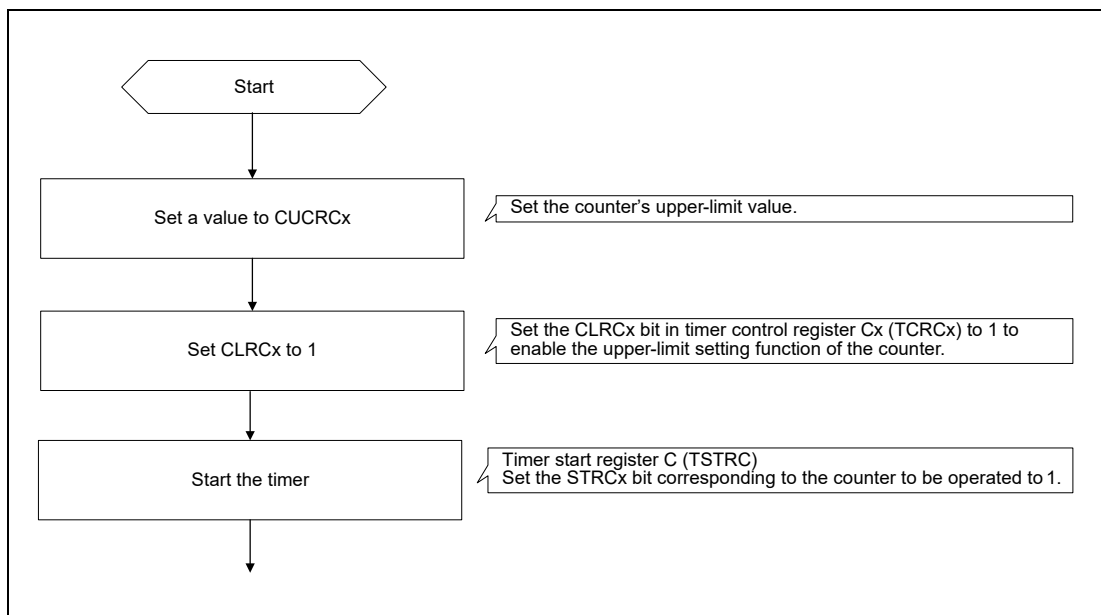 Start
Set a value to CUCRCx
Set the counter’s upper-limit value.
Set CLRCx to 1
Set the CLRCx bit in timer control register Cx (TCRCx) to 1 to
enable the upper-limit setting function of the counter.
Start the timer
Timer start register C (TSTRC)
Set the STRCx bit corresponding to the counter to be operated to 1.